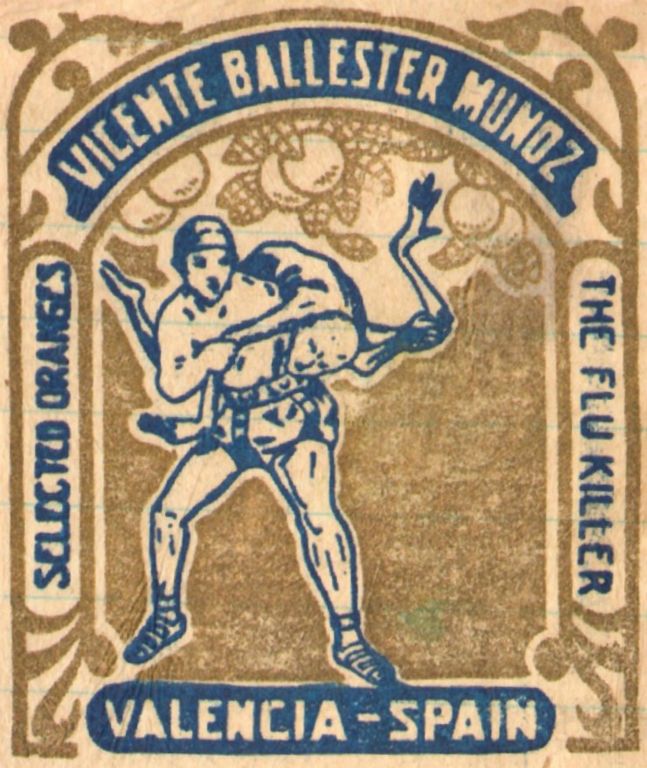 VICENTE BALLESTER MUNOZ
SELECTED ORANGES
THE FLU KILLER
VALENCIA - SPAIN